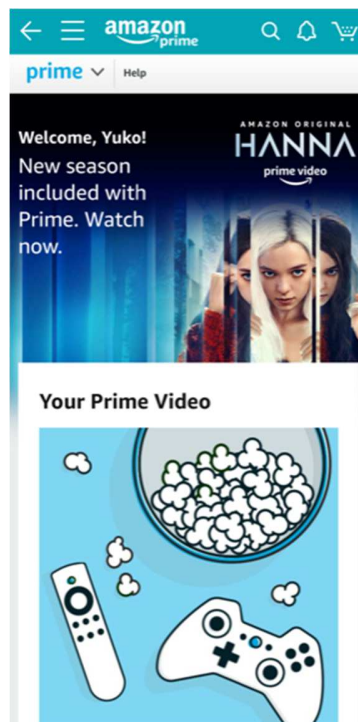 amazon
prime
prime
Help
Welcome, Yuko!
New season
included with
Prime. Watch
now.
AMAZON ORIGINAL
HANNA
prime video
Your Prime Video